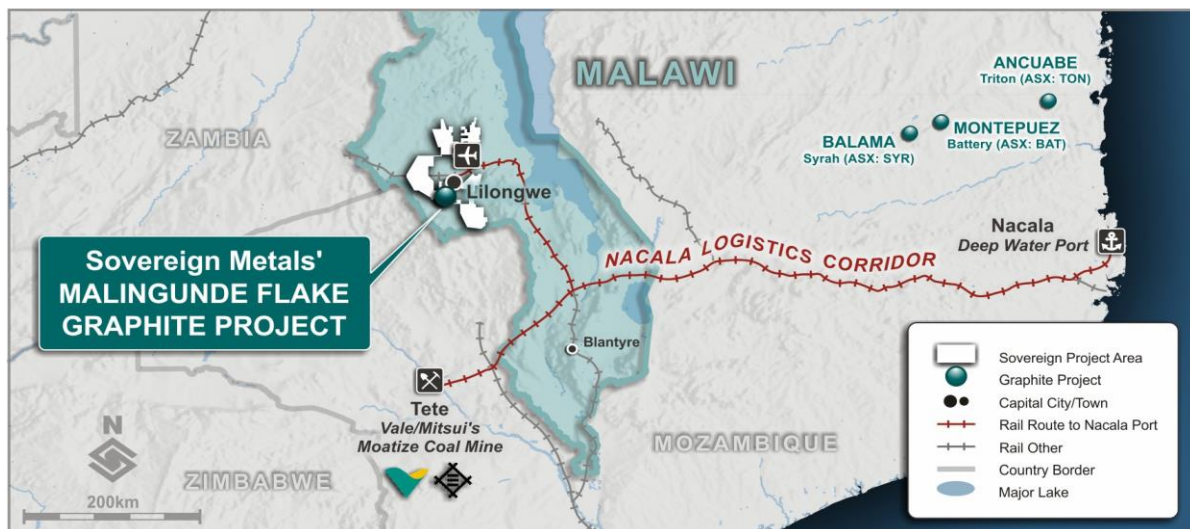 MALAWI
ANCUABE
Triton (ASX: TON)
ZAMBIA
BALAMA
Syrah (ASX: SYR)
MONTEPUEZ
Battery (ASX: BAT)
Lilongwe
Nacala
Deep Water Port
Sovereign Metals'
MALINGUNDE FLAKE
GRAPHITE PROJECT
NACALA LOGISTICS CORRIDOR
Blantyre
Tete
Vale/Mitsui's
Moatize Coal Mine
MOZAMBIQUE
ZIMBABWE
N
200km
Sovereign Project Area
Graphite Project
Capital City/Town
Rail Route to Nacala Port
Rail Other
Country Border
Major Lake